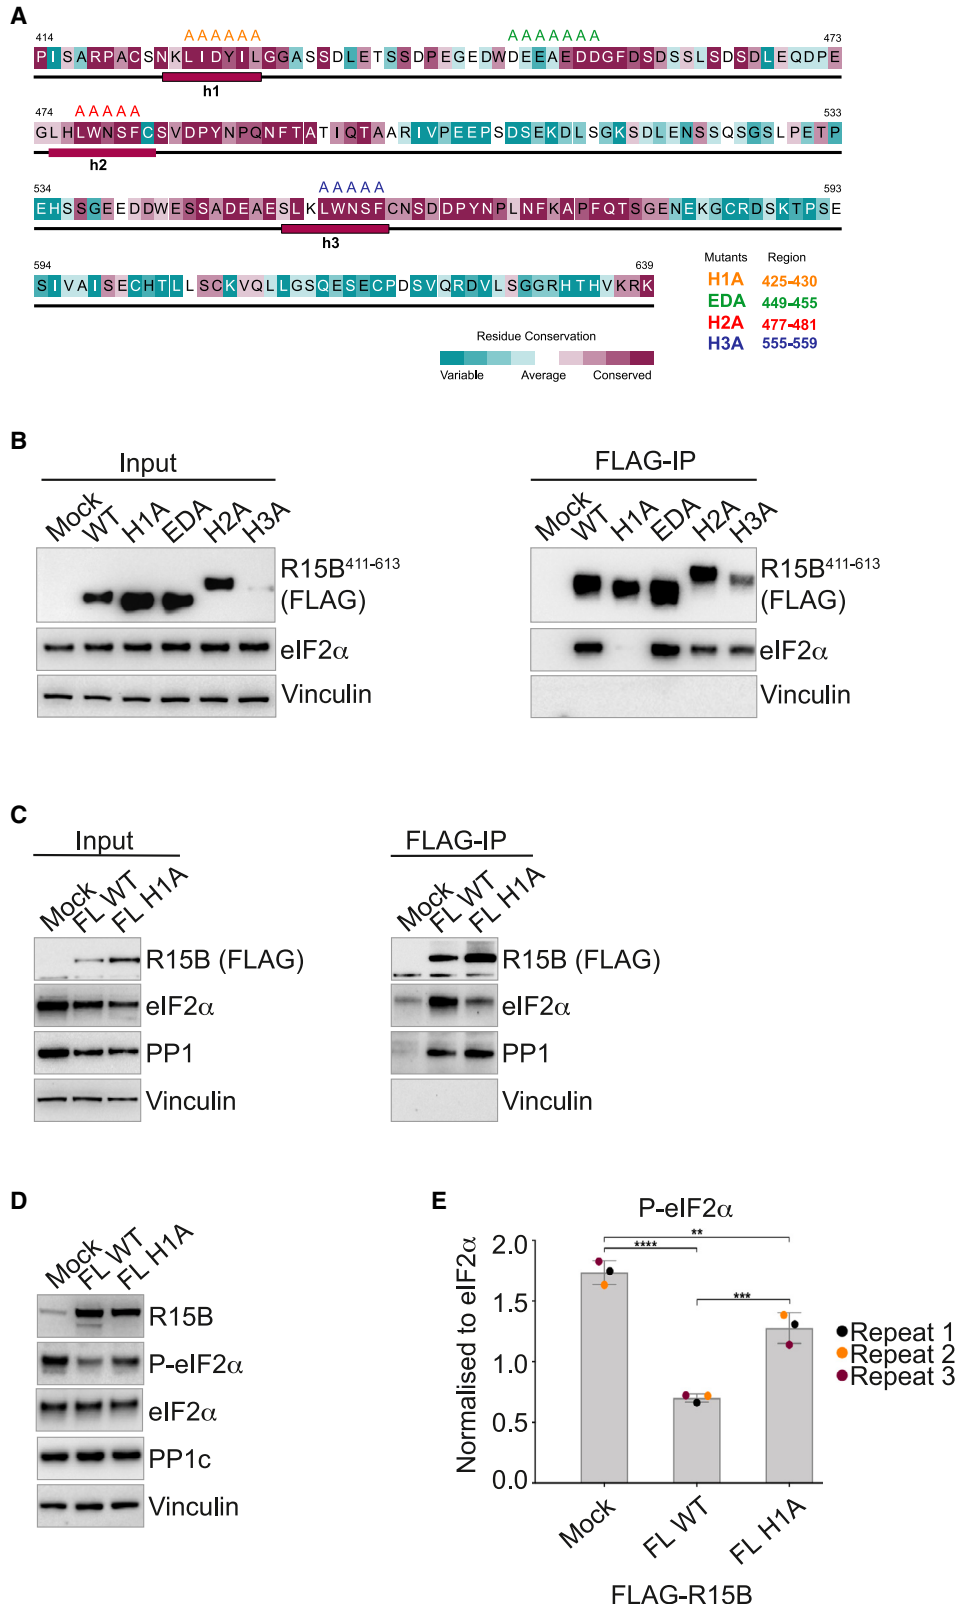 A
AAAAAA AAAAAAA
414 473
PISARPACSNKLIDYILGGASSDLETSSDPEGEDWDEEAEDDGFDSDSSLSDSDLEQDPE
h1
AAAAA
474 533
GLHLWNSFCSVDPYNPQNFTATIQTAARIVPEEPSDSEKDLSGKSDLENSSQSGSLPETP
h2
AAAAA
534 593
EHSSGEEDDWESSADEAESLKLWNSFCNSDDPYNPLNFKAPFQTSGENEKGCRDSKTPSE
h3
594 639
SIVAISECHTLLSCKVQLLGSQESECPDSVQRDVLSGGRHTHVKRK
Mutants Region
H1A 425-430
EDA 449-455
H2A 477-481
H3A 555-559
Residue Conservation
Variable Average Conserved
B
Input
Mock WT H1A EDA H2A H3A
R15B411-613
(FLAG)
eIF2α
Vinculin
FLAG-IP
Mock WT H1A EDA H2A H3A
R15B411-613
(FLAG)
eIF2α
Vinculin
C
Input
Mock FL WT FL H1A
R15B (FLAG)
eIF2α
PP1
Vinculin
FLAG-IP
Mock FL WT FL H1A
R15B (FLAG)
eIF2α
PP1
Vinculin
D
Mock FL WT FL H1A
R15B
P-eIF2α
eIF2α
PP1c
Vinculin
E
P-eIF2α
Normalised to eIF2α
2.0
1.5
1.0
0.5
0.0
**
****
***
Repeat 1
Repeat 2
Repeat 3
Mock FL WT FL H1A
FLAG-R15B